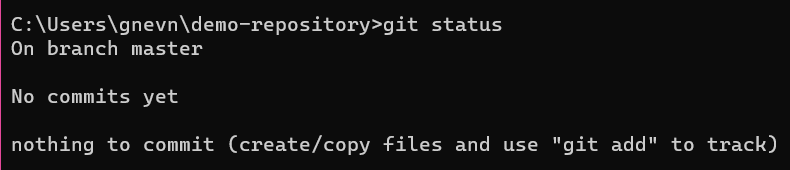 C:\Users\gnevn\demo-repository>git status
On branch master
No commits yet
nothing to commit (create/copy files and use "git add" to track)